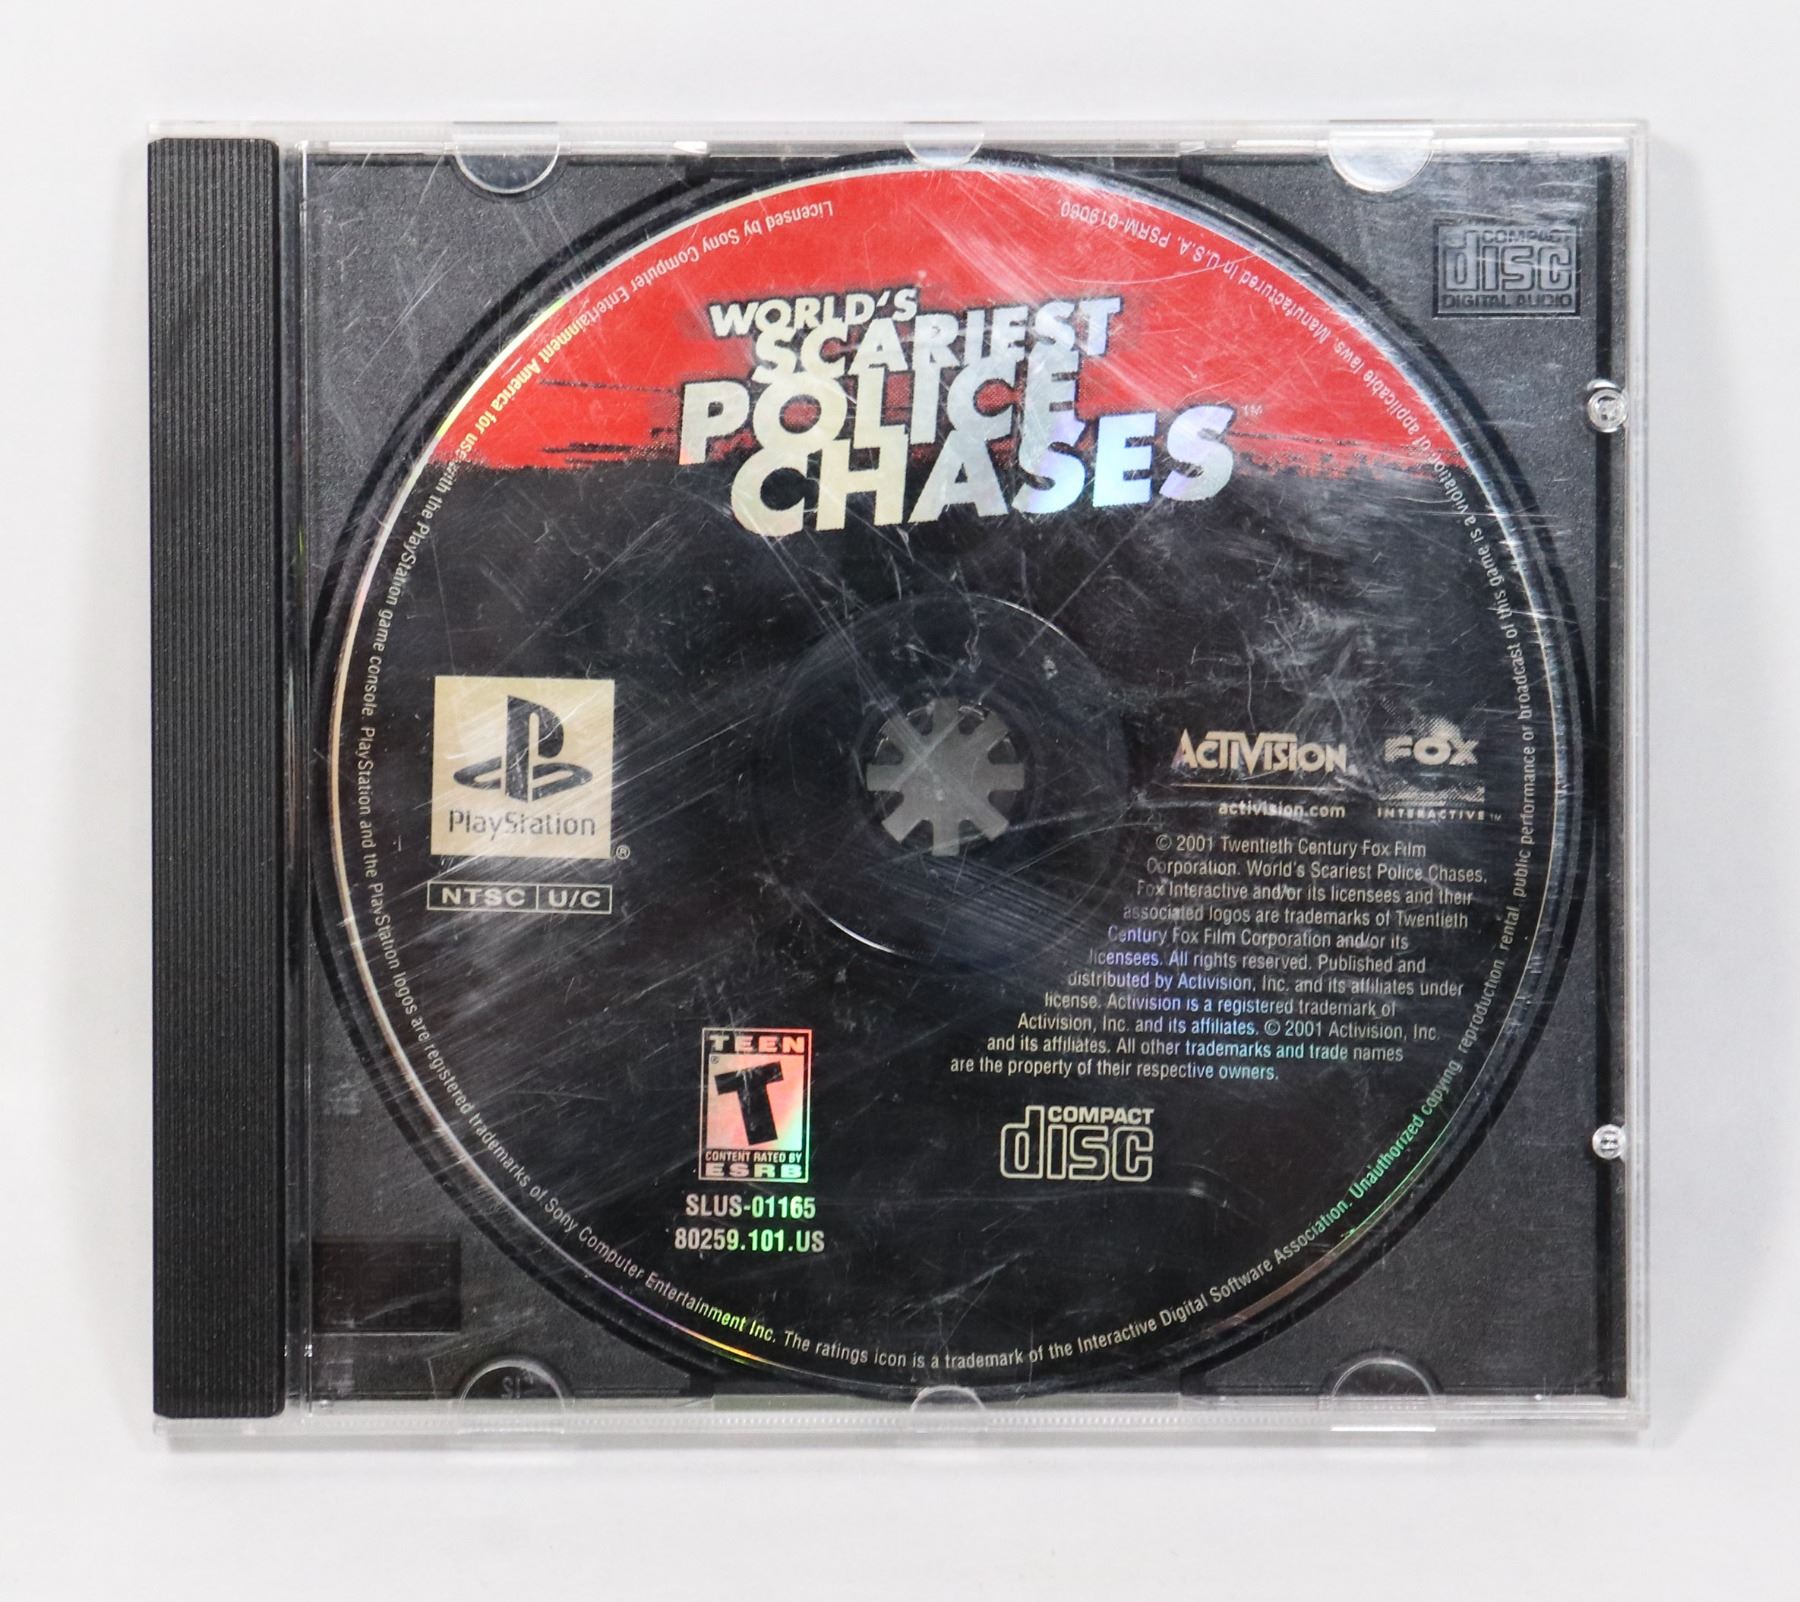 WORLD'S
SCARIEST
POLICE
CHASES™
COMPACT
disc
DIGITAL AUDIO
PlayStation®
NTSC U/C
ACTIVISION.
activision.com
FOX
INTERACTIVE™
© 2001 Twentieth Century Fox Film
Corporation. World's Scariest Police Chases,
Fox Interactive and/or its licensees and their
associated logos are trademarks of Twentieth
Century Fox Film Corporation and/or its
licensees. All rights reserved. Published and
distributed by Activision, Inc. and its affiliates under
license. Activision is a registered trademark of
Activision, Inc. and its affiliates. © 2001 Activision, Inc.
and its affiliates. All other trademarks and trade names
are the property of their respective owners.
TEEN
T®
CONTENT RATED BY
ESRB
SLUS-01165
80259.101.US
COMPACT
disc
Licensed by Sony Computer Entertainment America for use with the PlayStation game console. PlayStation and the PlayStation logos are registered trademarks of Sony Computer Entertainment Inc. The ratings icon is a trademark of the Interactive Digital Software Association. Unauthorized copying, reproduction, rental, public performance or broadcast of this game is a violation of applicable laws. Manufactured in U.S.A. PSRM-019060.